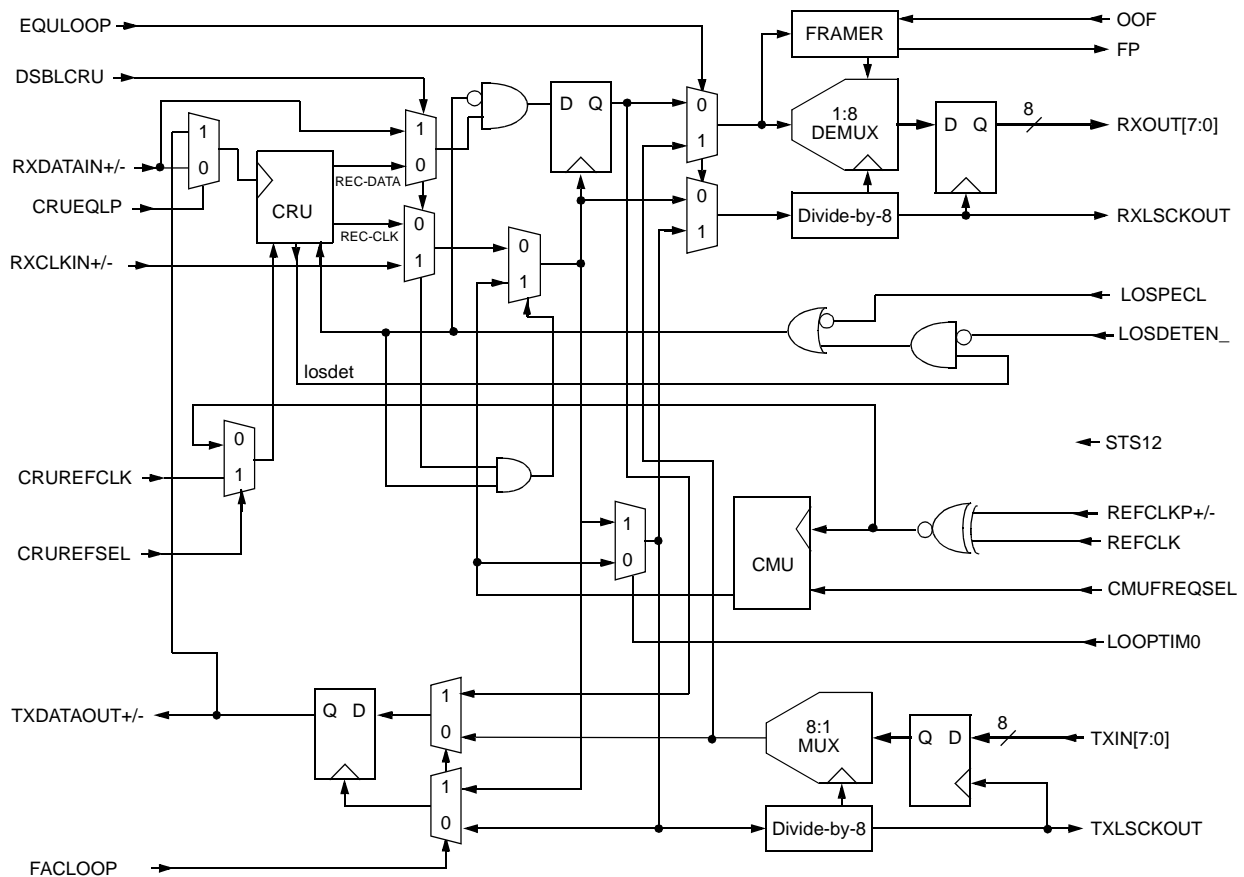 EQULOOP
FRAMER
OOF
FP
DSBLCRU
D Q
0
1
1:8
DEMUX
D Q
8
RXOUT[7:0]
1
0
1
0
RXDATAIN+/-
REC-DATA
CRUEQLP
CRU
0
1
Divide-by-8
RXLSCKOUT
REC-CLK
0
1
0
1
RXCLKIN+/-
LOSPECL
LOSDETEN_
losdet
0
1
STS12
CRUREFCLK
CRUREFSEL
1
0
CMU
REFCLKP+/-
REFCLK
CMUFREQSEL
LOOPTIM0
TXDATAOUT+/-
Q D
1
0
8:1
MUX
Q D
8
TXIN[7:0]
1
0
Divide-by-8
TXLSCKOUT
FACLOOP